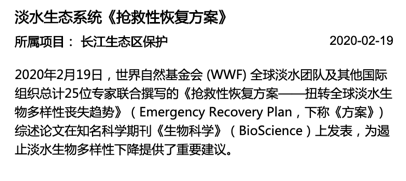 淡水生态系统《抢救性恢复方案》
所属项目： 长江生态区保护 2020-02-19
2020年2月19日，世界自然基金会 (WWF) 全球淡水团队及其他国际
组织总计25位专家联合撰写的《抢救性恢复方案——扭转全球淡水生
物多样性丧失趋势》（Emergency Recovery Plan，下称《方案》)
综述论文在知名科学期刊《生物科学》（BioScience）上发表，为遏
止淡水生物多样性下降提供了重要建议。